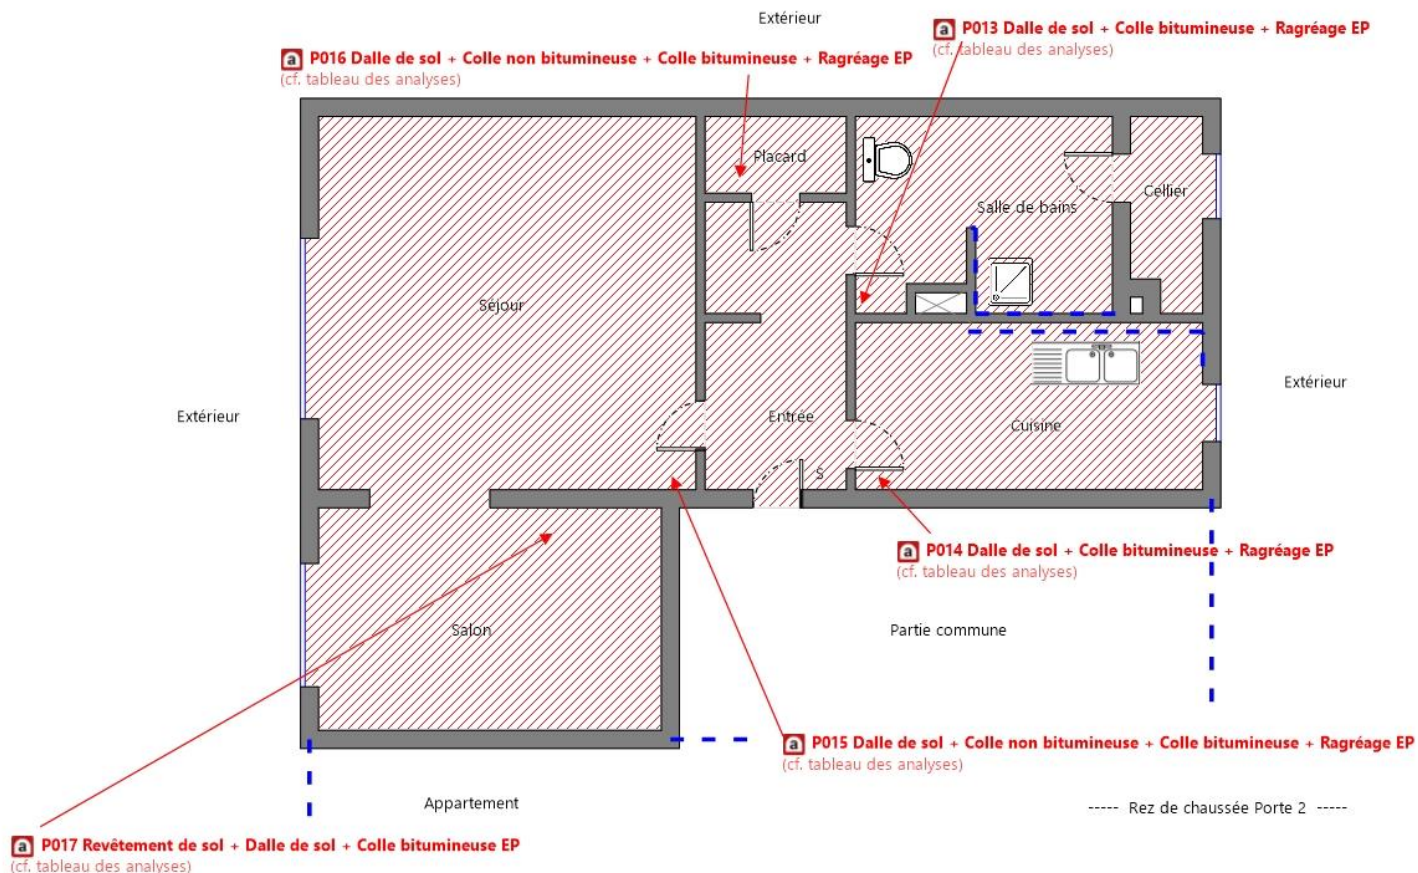 Extérieur
a P013 Dalle de sol + Colle bitumineuse + Ragréage EP
(cf. tableau des analyses)
a P016 Dalle de sol + Colle non bitumineuse + Colle bitumineuse + Ragréage EP
(cf. tableau des analyses)
Placard
Cellier
Salle de bains
Séjour
Extérieur
Extérieur
Entrée
Cuisine
S
a P014 Dalle de sol + Colle bitumineuse + Ragréage EP
(cf. tableau des analyses)
Salon
Partie commune
a P015 Dalle de sol + Colle non bitumineuse + Colle bitumineuse + Ragréage EP
(cf. tableau des analyses)
Appartement
----- Rez de chaussée Porte 2 -----
a P017 Revêtement de sol + Dalle de sol + Colle bitumineuse EP
(cf. tableau des analyses)